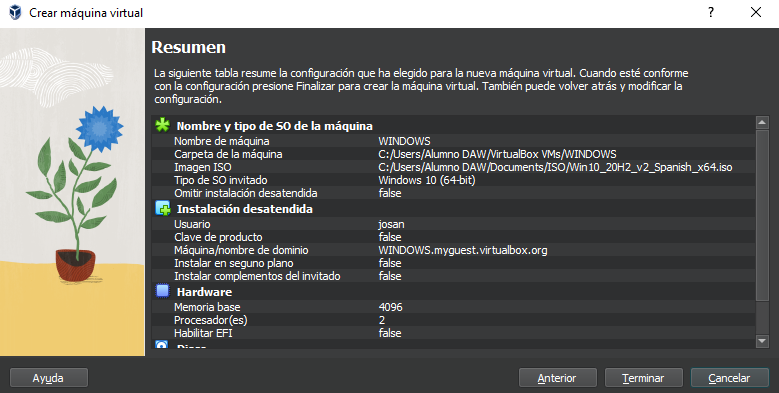 Crear máquina virtual
?
Resumen
La siguiente tabla resume la configuración que ha elegido para la nueva máquina virtual. Cuando esté conforme
con la configuración presione Finalizar para crear la máquina virtual. También puede volver atrás y modificar la
configuración.
Nombre y tipo de SO de la máquina
Nombre de máquina WINDOWS
Carpeta de la máquina C:/Users/Alumno DAW/VirtualBox VMs/WINDOWS
Imagen ISO C:/Users/Alumno DAW/Documents/ISO/Win10_20H2_v2_Spanish_x64.iso
Tipo de SO invitado Windows 10 (64-bit)
Omitir instalación desatendida false
Instalación desatendida
Usuario josan
Clave de producto false
Máquina/nombre de dominio WINDOWS.myguest.virtualbox.org
Instalar en seguno plano false
Instalar complementos del invitado false
Hardware
Memoria base 4096
Procesador(es) 2
Habilitar EFI false
Ayuda Anterior Terminar Cancelar